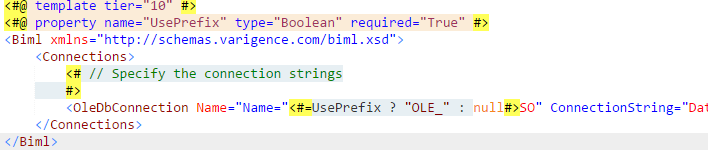 <#@ template tier="10" #>
<#@ property name="UsePrefix" type="Boolean" required="True" #>
<Biml xmlns="http://schemas.varigence.com/biml.xsd">
<Connections>
<# // Specify the connection strings
#>
<OleDbConnection Name="Name="<#=UsePrefix ? "OLE_" : null#>SO" ConnectionString="Dat
</Connections>
</Biml>